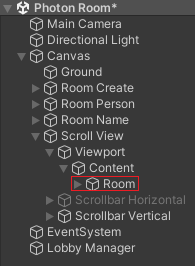 Photon Room*
Main Camera
Directional Light
Canvas
Ground
Room Create
Room Person
Room Name
Scroll View
Viewport
Content
Room
Scrollbar Horizontal
Scrollbar Vertical
EventSystem
Lobby Manager